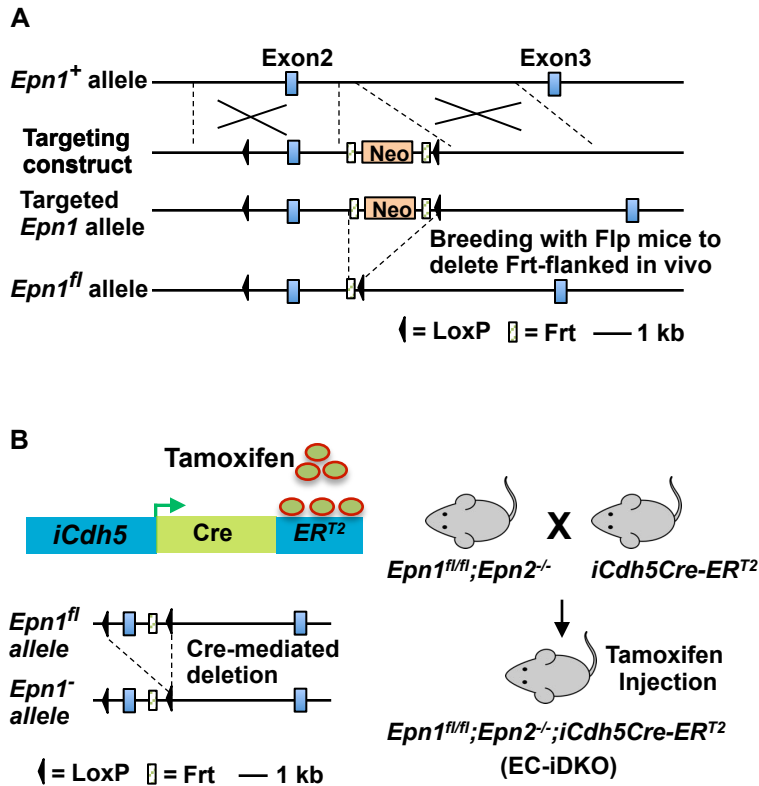 A
Exon2
Exon3
Epn1+ allele
Targeting
construct
Neo
Targeted
Epn1 allele
Neo
Breeding with Flp mice to
delete Frt-flanked in vivo
Epn1fl allele
= LoxP
= Frt
1 kb
B
Tamoxifen
iCdh5
Cre
ERT2
X
Epn1fl/fl;Epn2-/-
iCdh5Cre-ERT2
Epn1fl
allele
Cre-mediated
deletion
Epn1-
allele
Tamoxifen
Injection
Epn1fl/fl;Epn2-/-;iCdh5Cre-ERT2
(EC-iDKO)
= LoxP
= Frt
1 kb